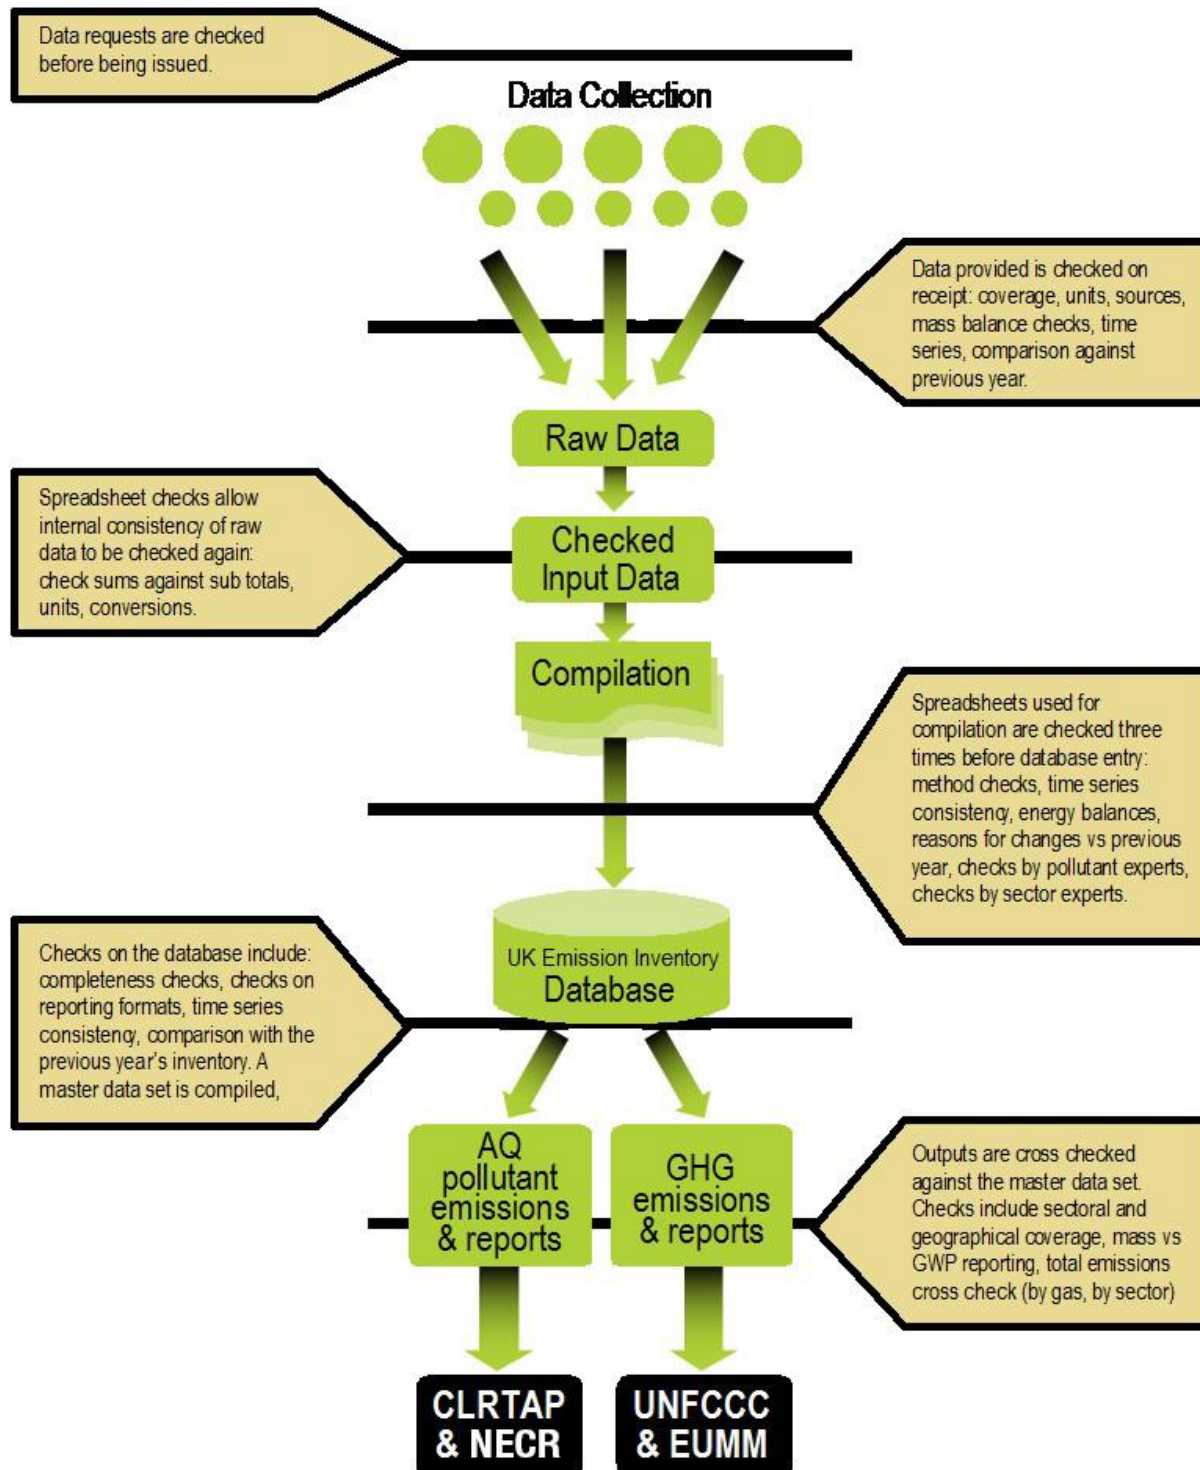 Data requests are checked
before being issued.
Data Collection
Data provided is checked on
receipt: coverage, units, sources,
mass balance checks, time
series, comparison against
previous year.
Raw Data
Spreadsheet checks allow
internal consistency of raw
data to be checked again:
check sums against sub totals,
units, conversions.
Checked
Input Data
Compilation
Spreadsheets used for
compilation are checked three
times before database entry:
method checks, time series
consistency, energy balances,
reasons for changes vs previous
year, checks by pollutant experts,
checks by sector experts.
UK Emission Inventory
Database
Checks on the database include:
completeness checks, checks on
reporting formats, time series
consistency, comparison with the
previous year's inventory. A
master data set is compiled,
AQ
pollutant
emissions
& reports
GHG
emissions
& reports
Outputs are cross checked
against the master data set.
Checks include sectoral and
geographical coverage, mass vs
GWP reporting, total emissions
cross check (by gas, by sector)
CLRTAP
& NECR
UNFCCC
& EUMM